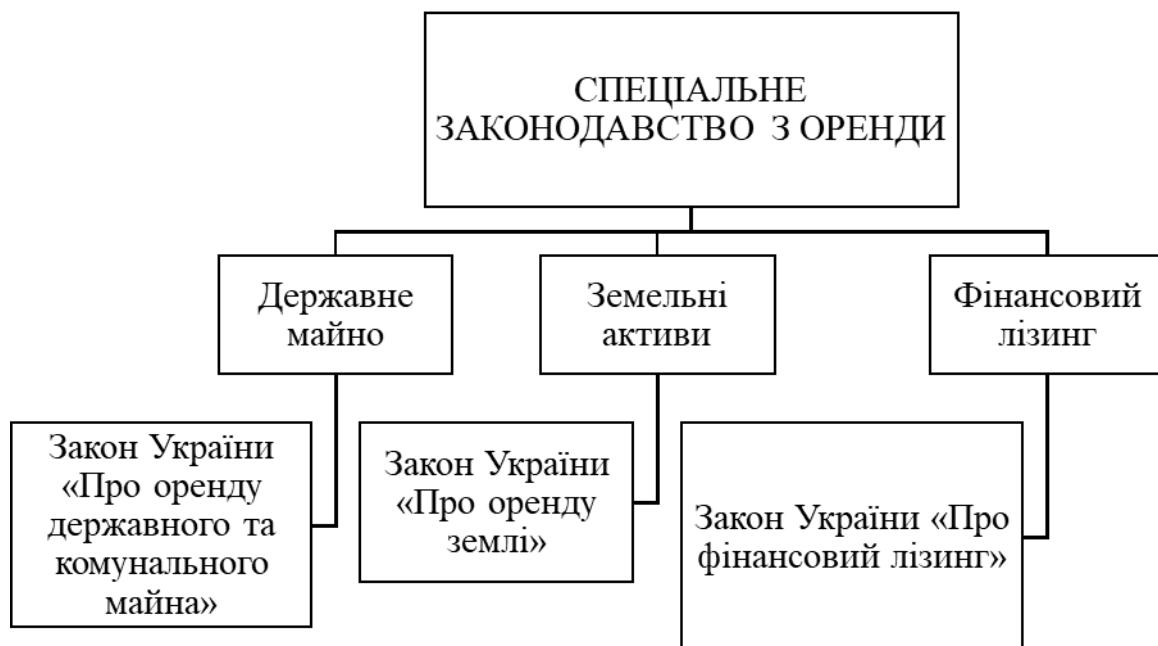 СПЕЦІАЛЬНЕ
ЗАКОНОДАВСТВО З ОРЕНДИ
Державне
майно
Земельні
активи
Фінансовий
лізинг
Закон України
«Про оренду
державного та
комунального
майна»
Закон України
«Про оренду
землі»
Закон України «Про
фінансовий лізинг»